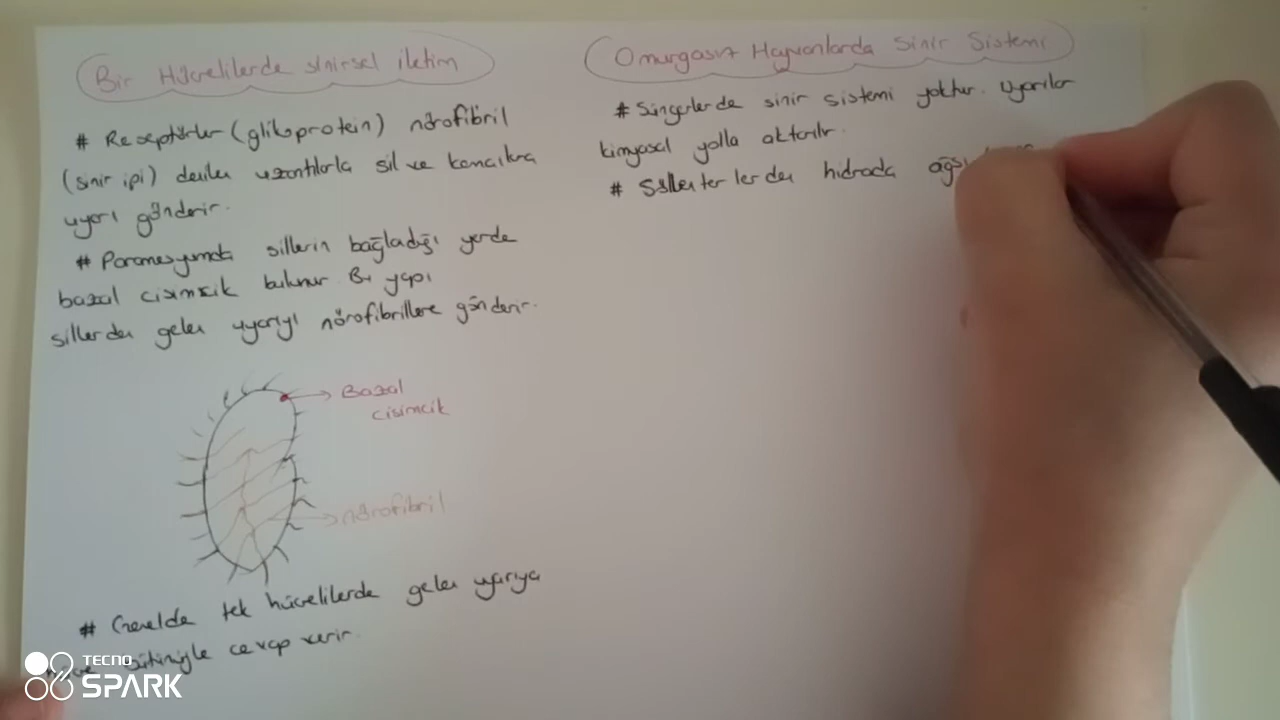 Bir Hücrelilerde sinirsel iletim
# Reseptörler (glikoprotein) nörofibril
(sinir ipi) denilen uzantılarla sil ve kamçılara
uyarı gönderir.
# Paramesyumda sillerin bağladığı yerde
bazal cisimcik bulunur. Bu yapı
sillerden gelen uyarıyı nörofibrillere gönderir.
Bazal
cisimcik
nörofibril
# Genelde tek hücrelilerde gelen uyarıya
bütünüyle cevap verir.
Omurgasız Hayvanlarda Sinir Sistemi
# Süngerlerde sinir sistemi yoktur. Uyarılar
kimyasal yolla aktarılır.
# Sölenterlerden hidrada
TECNO
SPARK